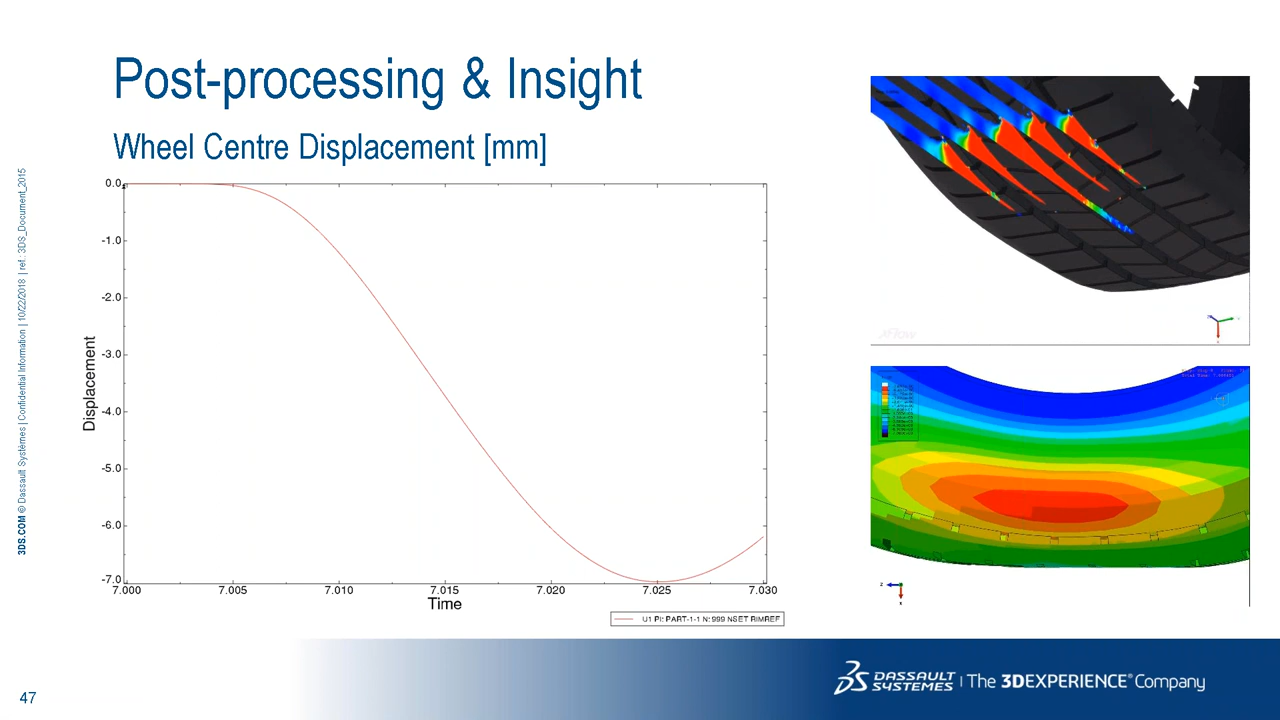 Post-processing & Insight
Wheel Centre Displacement [mm]
3DS.COM © Dassault Systèmes | Confidential Information | 10/22/2018 | ref.: 3DS_Document_2015
Displacement
0.0
-1.0
-2.0
-3.0
-4.0
-5.0
-6.0
-7.0
7.000 7.005 7.010 7.015 7.020 7.025 7.030
Time
U1 PI: PART-1-1 N: 999 NSET RIMREF
xflow
Z
X
47
DASSAULT SYSTEMES | The 3DEXPERIENCE® Company